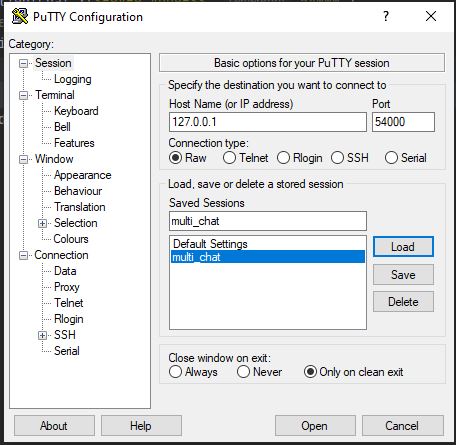 PuTTY Configuration
Category:
Session
Logging
Terminal
Keyboard
Bell
Features
Window
Appearance
Behaviour
Translation
Selection
Colours
Connection
Data
Proxy
Telnet
Rlogin
SSH
Serial
Basic options for your PuTTY session
Specify the destination you want to connect to
Host Name (or IP address) Port
127.0.0.1 54000
Connection type:
Raw Telnet Rlogin SSH Serial
Load, save or delete a stored session
Saved Sessions
multi_chat
Default Settings
multi_chat
Load
Save
Delete
Close window on exit:
Always Never Only on clean exit
About Help Open Cancel